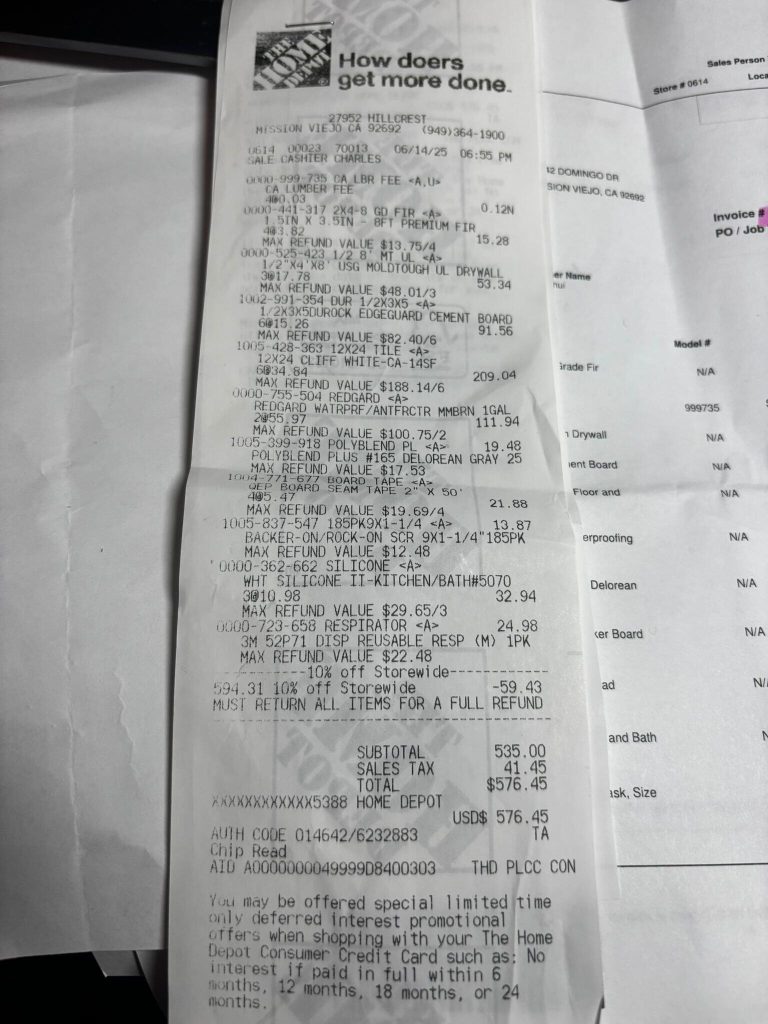 THE HOME DEPOT
How doers
get more done.
27952 HILLCREST
MISSION VIEJO CA 92692 (949)364-1900
0614 00023 70013 06/14/25 06:55 PM
SALE CASHIER CHARLES
0000-999-735 CA LBR FEE <A,U>
CA LUMBER FEE
4@0.03 0.12N
0000-441-317 2X4-8 GD FIR <A>
1.5IN X 3.5IN - 8FT PREMIUM FIR
4@3.82 15.28
MAX REFUND VALUE $13.75/4
0000-525-423 1/2 8' MT UL <A>
1/2"X4'X8' USG MOLDTOUGH UL DRYWALL
3@17.78 53.34
MAX REFUND VALUE $48.01/3
1002-991-354 DUR 1/2X3X5 <A>
1/2X3X5DUROCK EDGEGUARD CEMENT BOARD
6@15.26 91.56
MAX REFUND VALUE $82.40/6
1005-428-363 12X24 TILE <A>
12X24 CLIFF WHITE-CA-14SF
6@34.84 209.04
MAX REFUND VALUE $188.14/6
0000-755-504 REDGARD <A>
REDGARD WATRPRF/ANTFRCTR MMBRN 1GAL
2@55.97 111.94
MAX REFUND VALUE $100.75/2
1005-399-918 POLYBLEND PL <A> 19.48
POLYBLEND PLUS #165 DELOREAN GRAY 25
MAX REFUND VALUE $17.53
1004-771-677 BOARD TAPE <A>
QEP BOARD SEAM TAPE 2" X 50'
4@5.47 21.88
MAX REFUND VALUE $19.69/4
1005-837-547 185PK9X1-1/4 <A> 13.87
BACKER-ON/ROCK-ON SCR 9X1-1/4"185PK
MAX REFUND VALUE $12.48
0000-362-662 SILICONE <A>
WHT SILICONE II-KITCHEN/BATH#5070
3@10.98 32.94
MAX REFUND VALUE $29.65/3
0000-723-658 RESPIRATOR <A> 24.98
3M 52P71 DISP REUSABLE RESP (M) 1PK
MAX REFUND VALUE $22.48
----------10% off Storewide------------
594.31 10% off Storewide -59.43
MUST RETURN ALL ITEMS FOR A FULL REFUND
SUBTOTAL 535.00
SALES TAX 41.45
TOTAL $576.45
XXXXXXXXXXXX5388 HOME DEPOT
USD$ 576.45
AUTH CODE 014642/6232883 TA
Chip Read
AID A0000000049999D8400303 THD PLCC CON
You may be offered special limited time
only deferred interest promotional
offers when shopping with your The Home
Depot Consumer Credit Card such as: No
interest if paid in full within 6
months, 12 months, 18 months, or 24
months.
Sales Person
Store # 0614
Loca
12 DOMINGO DR
SION VIEJO, CA 92692
Invoice #
PO / Job
er Name
Model #
Grade Fir N/A
999735
Drywall N/A
ent Board N/A
Floor and N/A
erproofing N/A
Delorean N/A
ker Board N/A
ad N/
and Bath N
ask, Size